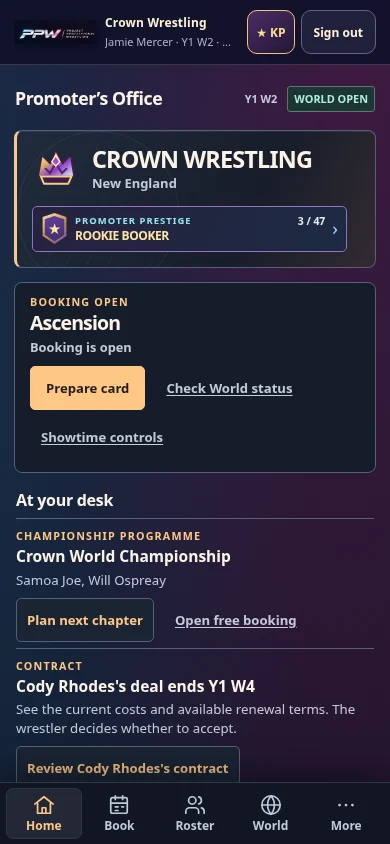 PPW
Crown Wrestling
Jamie Mercer · Y1 W2 · ...
★ KP
Sign out
Promoter's Office
Y1 W2
WORLD OPEN
CROWN WRESTLING
New England
PROMOTER PRESTIGE
3 / 47
ROOKIE BOOKER
BOOKING OPEN
Ascension
Booking is open
Prepare card
Check World status
Showtime controls
At your desk
CHAMPIONSHIP PROGRAMME
Crown World Championship
Samoa Joe, Will Ospreay
Plan next chapter
Open free booking
CONTRACT
Cody Rhodes's deal ends Y1 W4
See the current costs and available renewal terms. The
wrestler decides whether to accept.
Review Cody Rhodes's contract
Home
Book
Roster
World
More